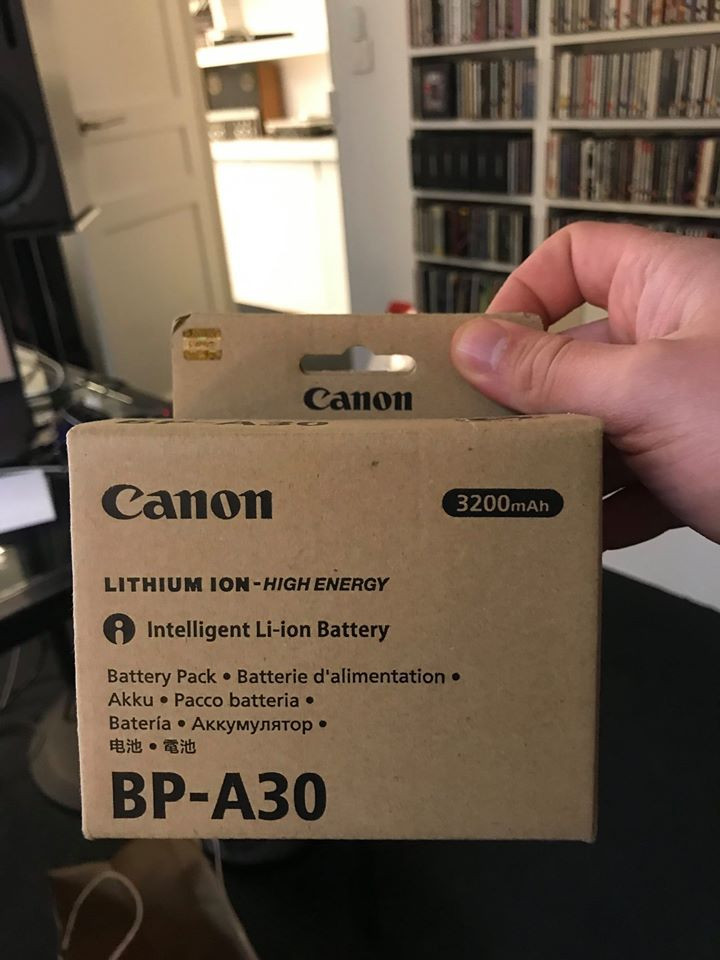 Canon
BP-A30
Canon
3200mAh
LITHIUM ION-HIGH ENERGY
i Intelligent Li-ion Battery
Battery Pack • Batterie d'alimentation •
Akku • Pacco batteria •
Batería • Аккумулятор •
电池 • 電池
BP-A30